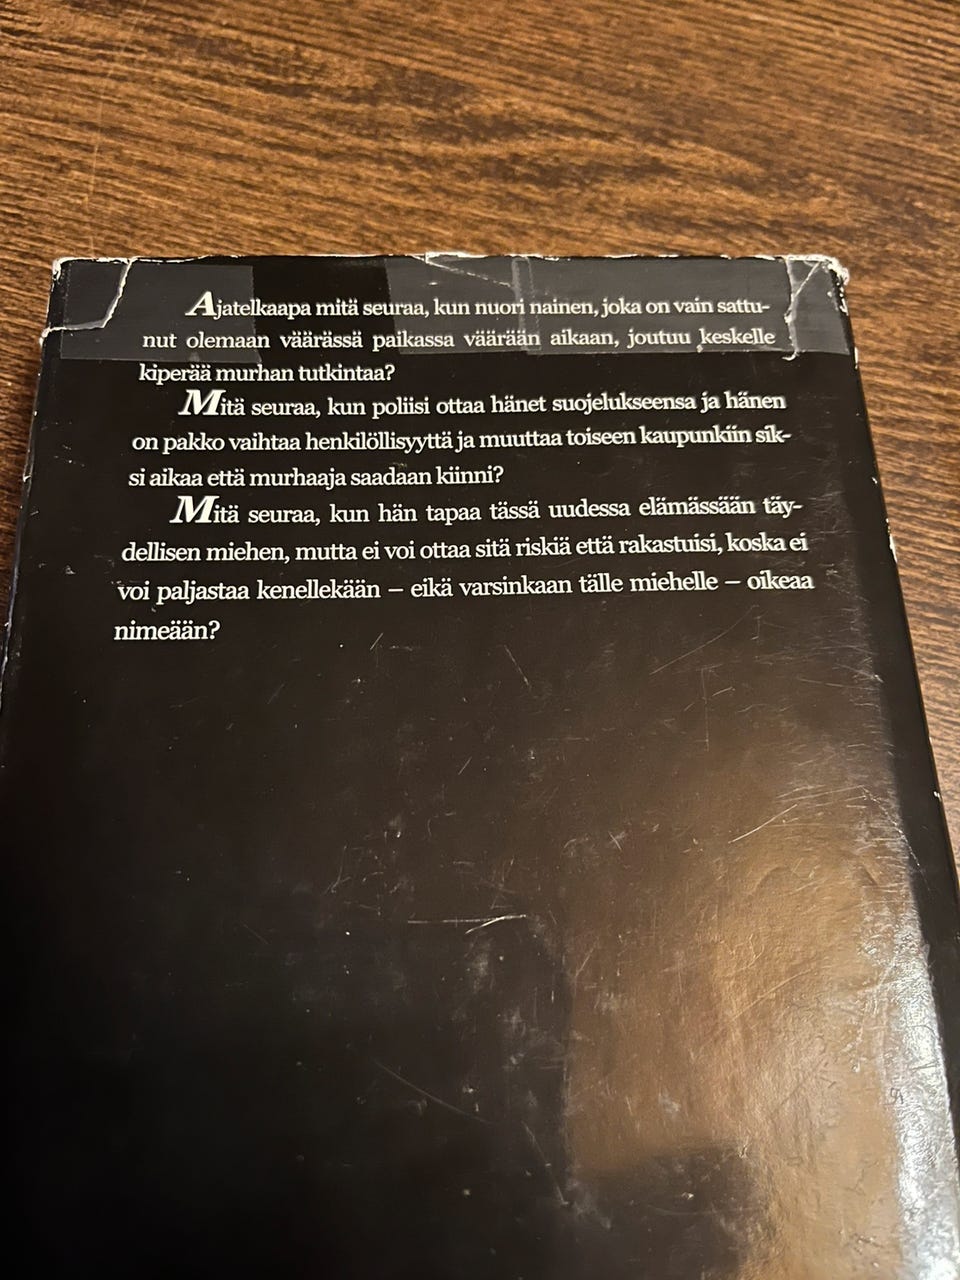 Ajatelkaapa mitä seuraa, kun nuori nainen, joka on vain sattu-
nut olemaan väärässä paikassa väärään aikaan, joutuu keskelle
kiperää murhan tutkintaa?
Mitä seuraa, kun poliisi ottaa hänet suojelukseensa ja hänen
on pakko vaihtaa henkilöllisyyttä ja muuttaa toiseen kaupunkiin sik-
si aikaa että murhaaja saadaan kiinni?
Mitä seuraa, kun hän tapaa tässä uudessa elämässään täy-
dellisen miehen, mutta ei voi ottaa sitä riskiä että rakastuisi, koska ei
voi paljastaa kenellekään – eikä varsinkaan tälle miehelle – oikeaa
nimeään?